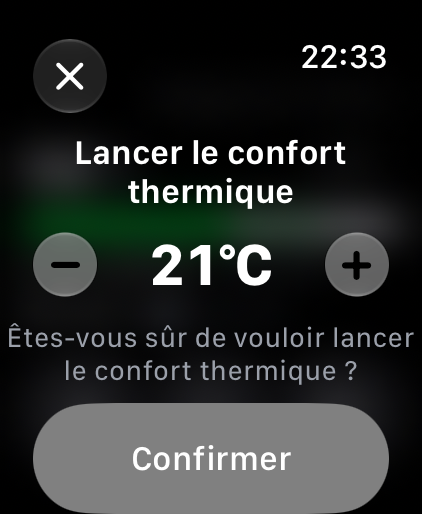 22:33
Lancer le confort
thermique
21°C
Êtes-vous sûr de vouloir lancer
le confort thermique ?
Confirmer